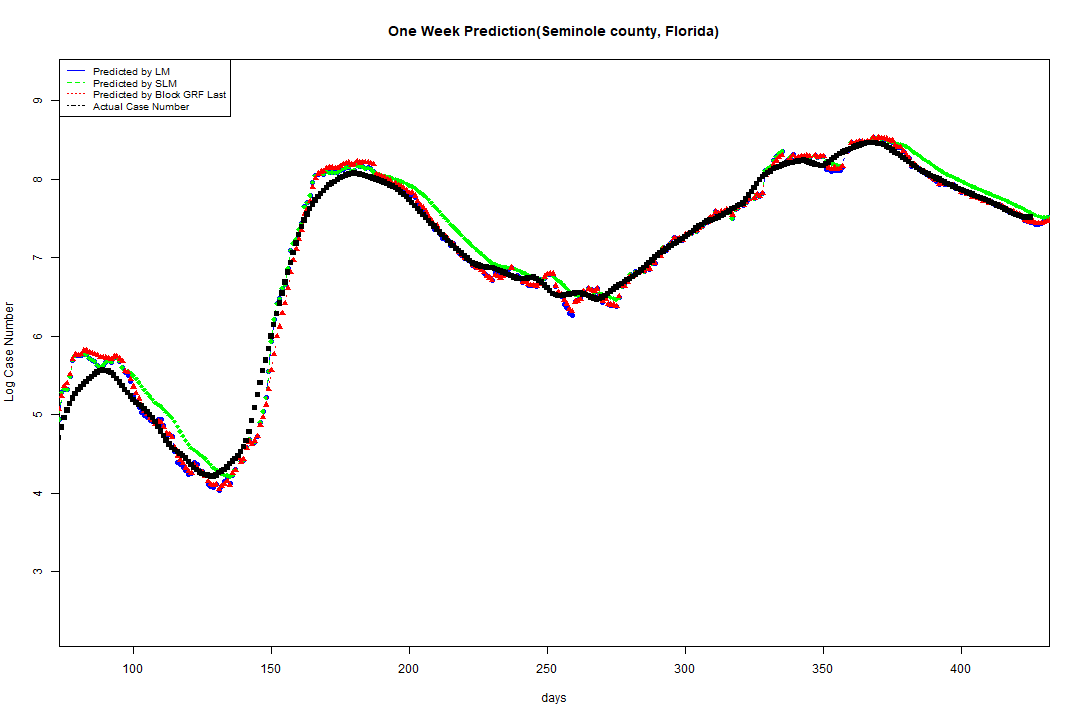 One Week Prediction(Seminole county, Florida)
Predicted by LM
Predicted by SLM
Predicted by Block GRF Last
Actual Case Number
9
8
7
6
5
4
3
Log Case Number
100 150 200 250 300 350 400
days